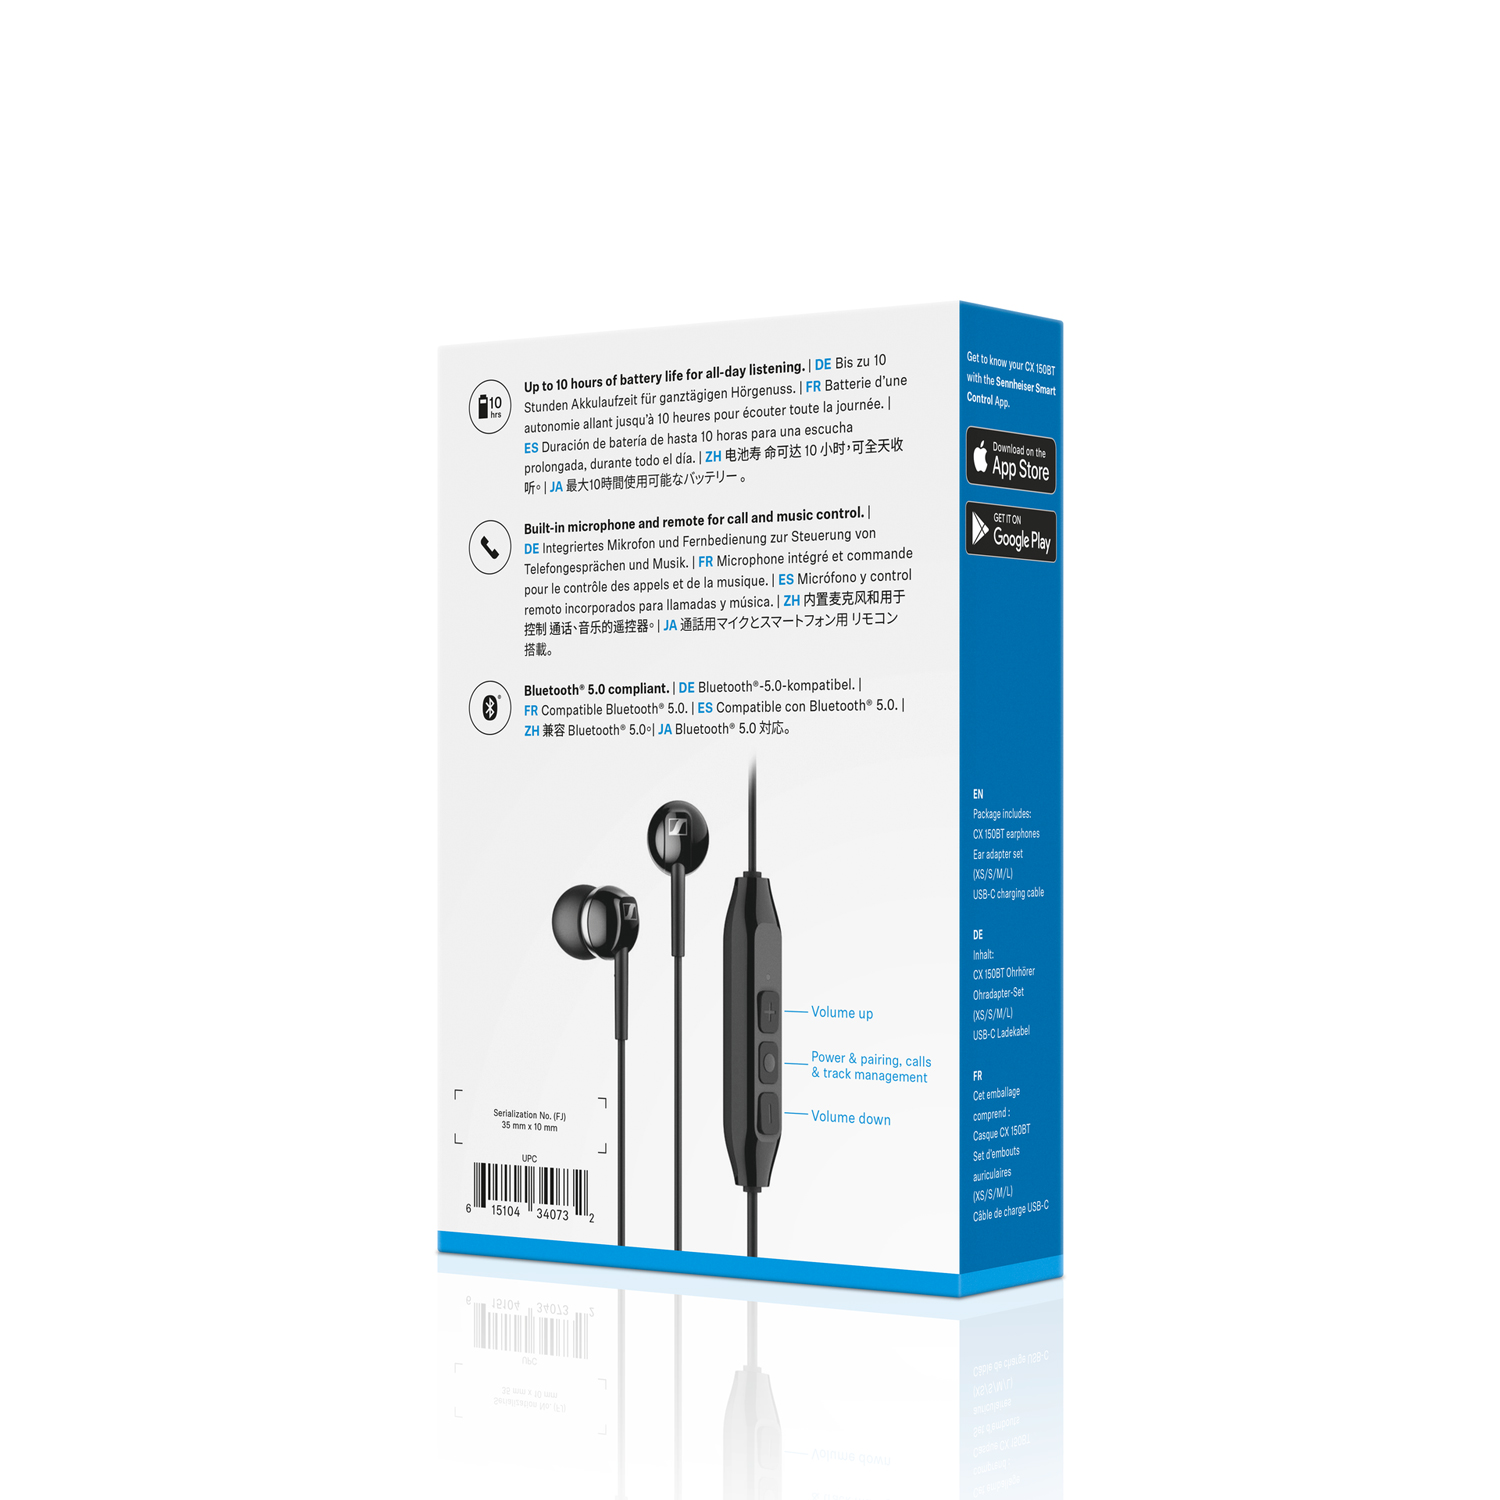 10
hrs
Up to 10 hours of battery life for all-day listening. | DE Bis zu 10
Stunden Akkulaufzeit für ganztägigen Hörgenuss. | FR Batterie d’une
autonomie allant jusqu’à 10 heures pour écouter toute la journée. |
ES Duración de batería de hasta 10 horas para una escucha
prolongada, durante todo el día. | ZH 电池寿 命可达 10 小时,可全天收
听。| JA 最大10時間使用可能なバッテリー 。
Built-in microphone and remote for call and music control. |
DE Integriertes Mikrofon und Fernbedienung zur Steuerung von
Telefongesprächen und Musik. | FR Microphone intégré et commande
pour le contrôle des appels et de la musique. | ES Micrófono y control
remoto incorporados para llamadas y música. | ZH 内置麦克风和用于
控制 通话、音乐的遥控器。| JA 通話用マイクとスマートフォン用 リモコン
搭載。
Bluetooth® 5.0 compliant. | DE Bluetooth®-5.0-kompatibel. |
FR Compatible Bluetooth® 5.0. | ES Compatible con Bluetooth® 5.0. |
ZH 兼容 Bluetooth® 5.0。| JA Bluetooth® 5.0 対応。
Volume up
Power & pairing, calls
& track management
Volume down
Serialization No. (FJ)
35 mm x 10 mm
UPC
6 15104 34073 2
Get to know your CX 150BT
with the Sennheiser Smart
Control App.
Download on the
App Store
GET IT ON
Google Play
EN
Package includes:
CX 150BT earphones
Ear adapter set
(XS/S/M/L)
USB-C charging cable
DE
Inhalt:
CX 150BT Ohrhörer
Ohradapter-Set
(XS/S/M/L)
USB-C Ladekabel
FR
Cet emballage
comprend :
Casque CX 150BT
Set d’embouts
auriculaires
(XS/S/M/L)
Câble de charge USB-C